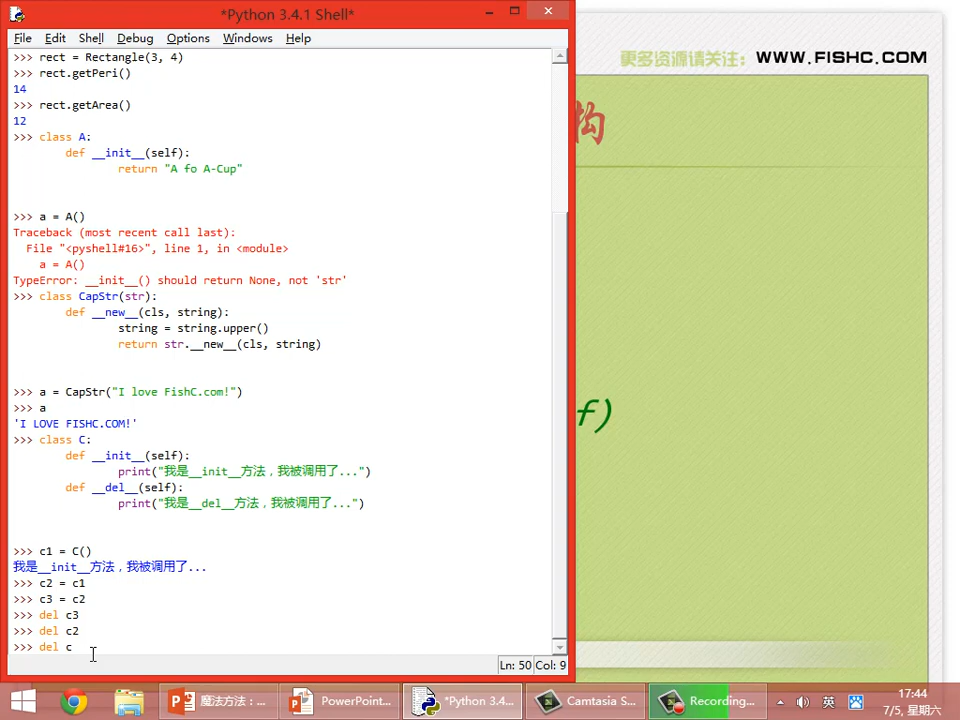 *Python 3.4.1 Shell*
File Edit Shell Debug Options Windows Help
>>> rect = Rectangle(3, 4)
>>> rect.getPeri()
14
>>> rect.getArea()
12
>>> class A:
def __init__(self):
return "A fo A-Cup"
>>> a = A()
Traceback (most recent call last):
File "<pyshell#16>", line 1, in <module>
a = A()
TypeError: __init__() should return None, not 'str'
>>> class CapStr(str):
def __new__(cls, string):
string = string.upper()
return str.__new__(cls, string)
>>> a = CapStr("I love FishC.com!")
>>> a
'I LOVE FISHC.COM!'
>>> class C:
def __init__(self):
print("我是__init__方法，我被调用了...")
def __del__(self):
print("我是__del__方法，我被调用了...")
>>> c1 = C()
我是__init__方法，我被调用了...
>>> c2 = c1
>>> c3 = c2
>>> del c3
>>> del c2
>>> del c
Ln: 50 Col: 9
更多资源请关注： WWW.FISHC.COM
构
f)
魔法方法：...
PowerPoint...
*Python 3.4...
Camtasia S...
Recording...
英
17:44
7/5, 星期六